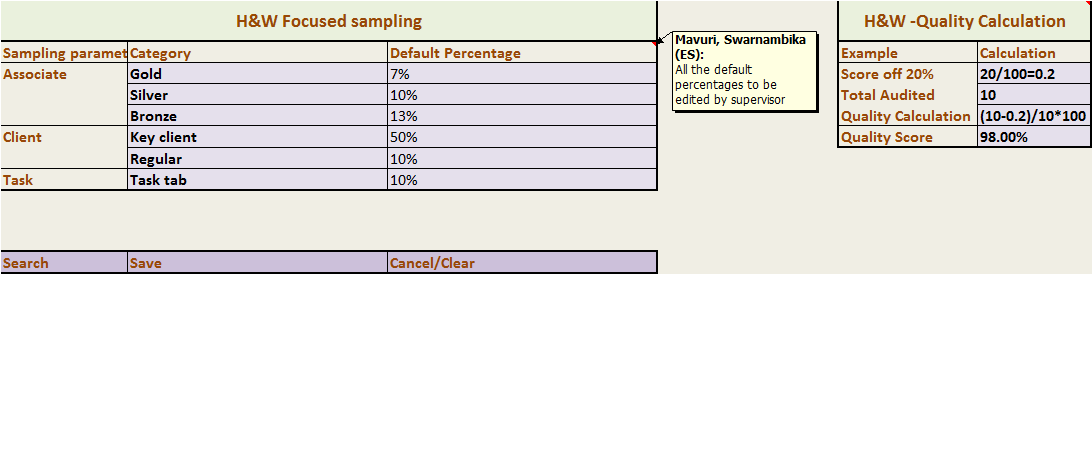 H&W Focused sampling
Sampling paramet Category Default Percentage
Associate Gold 7%
Silver 10%
Bronze 13%
Client Key client 50%
Regular 10%
Task Task tab 10%
Search Save Cancel/Clear
Mavuri, Swarnambika
(ES):
All the default
percentages to be
edited by supervisor
H&W -Quality Calculation
Example Calculation
Score off 20% 20/100=0.2
Total Audited 10
Quality Calculation (10-0.2)/10*100
Quality Score 98.00%